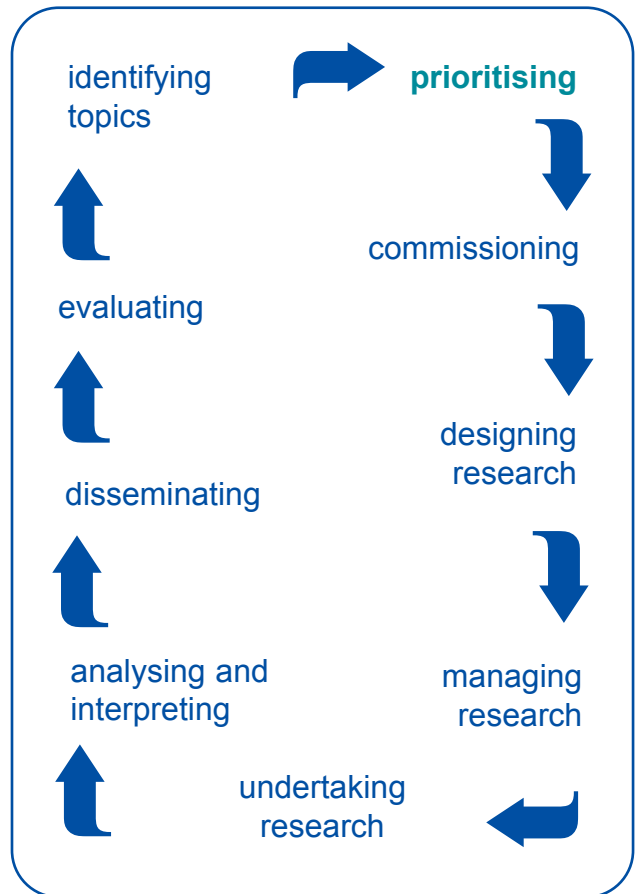 identifying
topics
prioritising
commissioning
designing
research
managing
research
undertaking
research
analysing and
interpreting
disseminating
evaluating